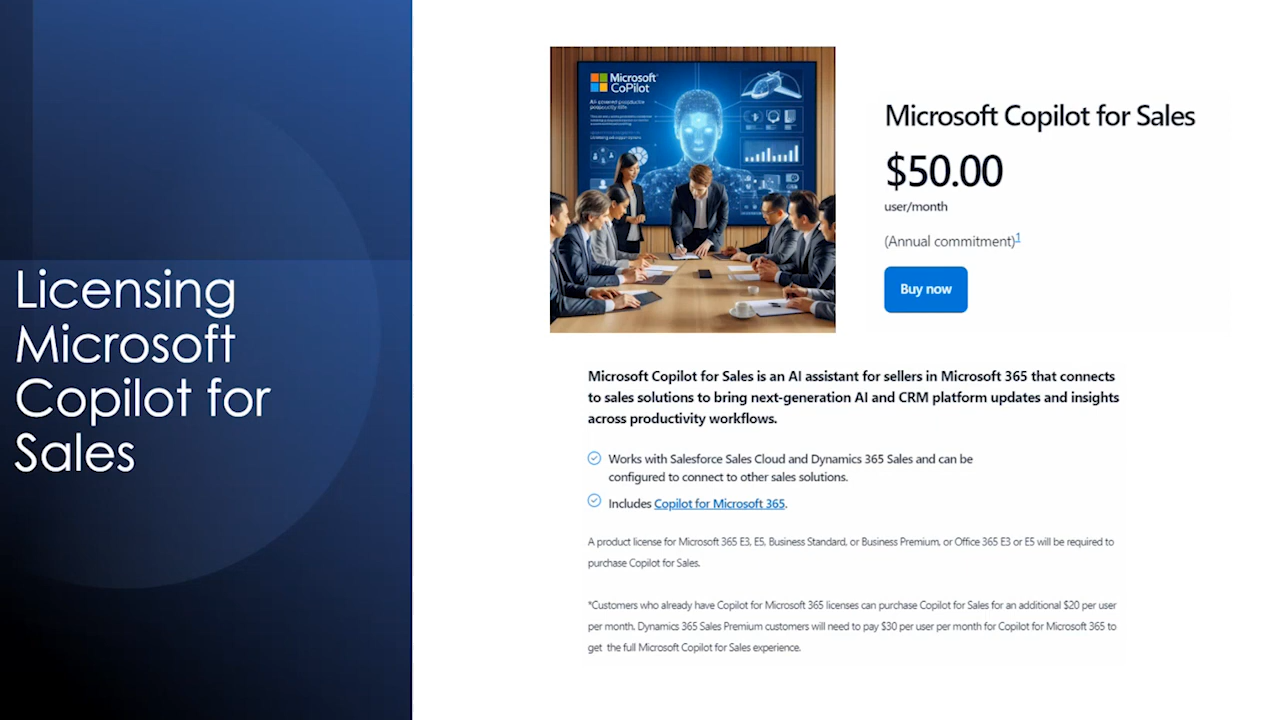 Licensing
Microsoft
Copilot for
Sales
Microsoft
CoPilot
Microsoft Copilot for Sales
$50.00
user/month
(Annual commitment)1
Buy now
Microsoft Copilot for Sales is an AI assistant for sellers in Microsoft 365 that connects
to sales solutions to bring next-generation AI and CRM platform updates and insights
across productivity workflows.
Works with Salesforce Sales Cloud and Dynamics 365 Sales and can be
configured to connect to other sales solutions.
Includes Copilot for Microsoft 365.
A product license for Microsoft 365 E3, E5, Business Standard, or Business Premium, or Office 365 E3 or E5 will be required to
purchase Copilot for Sales.
*Customers who already have Copilot for Microsoft 365 licenses can purchase Copilot for Sales for an additional $20 per user
per month. Dynamics 365 Sales Premium customers will need to pay $30 per user per month for Copilot for Microsoft 365 to
get the full Microsoft Copilot for Sales experience.